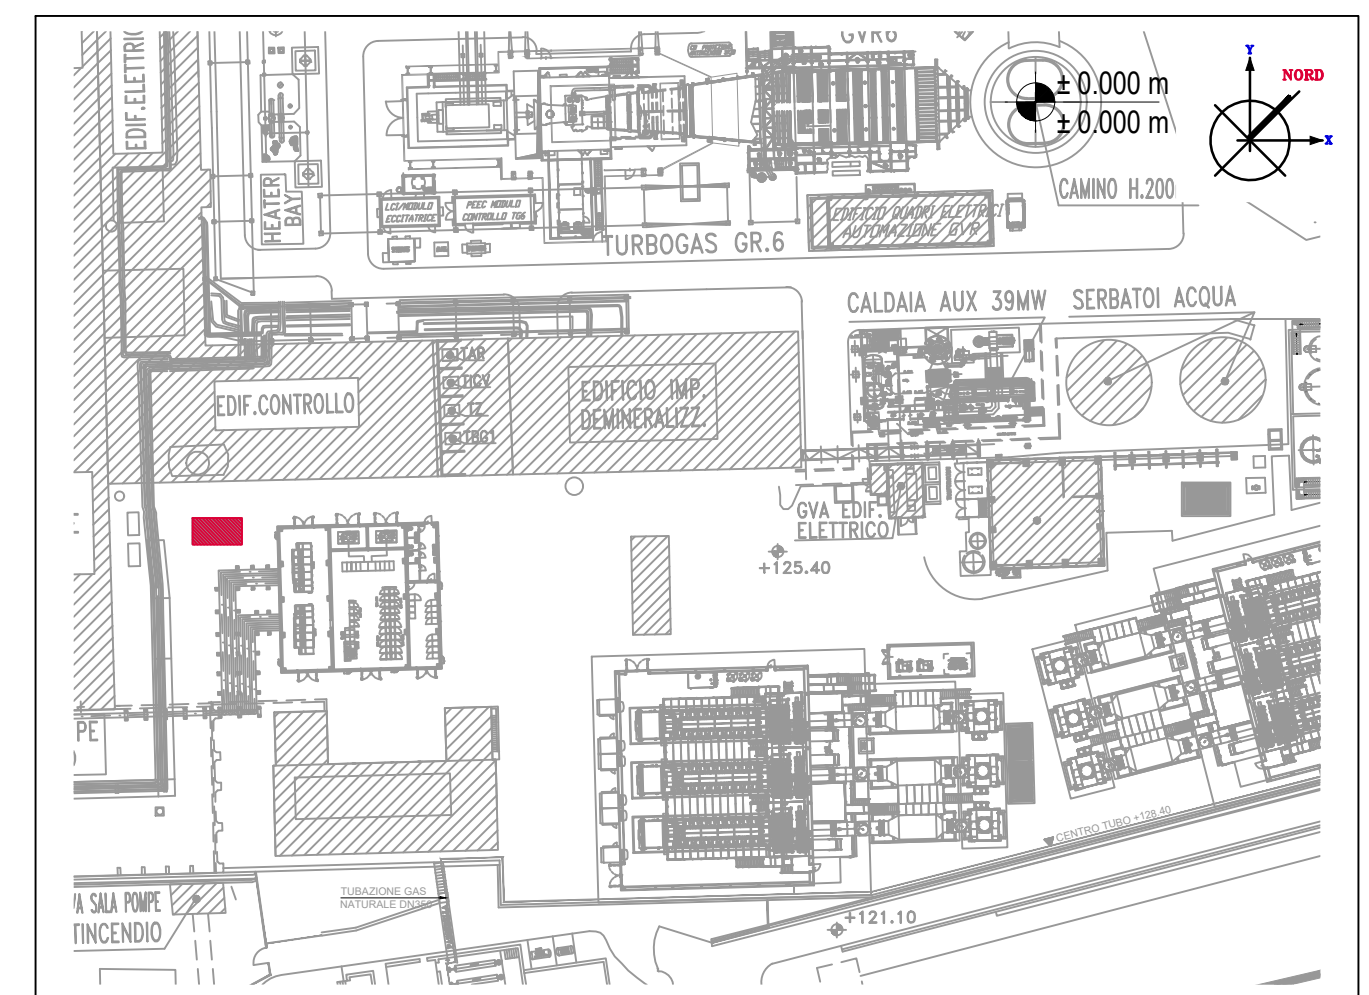 EDIF.ELETTRIC
HEATER
BAY
GVR6
± 0.000 m
± 0.000 m
CAMINO H.200
Y
NORD
X
LCI/MODULO
ECCITATRICE
PEEC MODULO
CONTROLLO TG6
TURBOGAS GR.6
EDIFICIO QUADRI ELETTRICI
AUTOMAZIONE GVR
CALDAIA AUX 39MW
SERBATOI ACQUA
EDIF.CONTROLLO
TAR
TZ
TBG1
EDIFICIO IMP.
DEMINERALIZZ.
GVA EDIF.
ELETTRICO
+125.40
PE
CENTRO TUBO +128.40
TUBAZIONE GAS
NATURALE DN350
+121.10
VA SALA POMPE
TINCENDIO